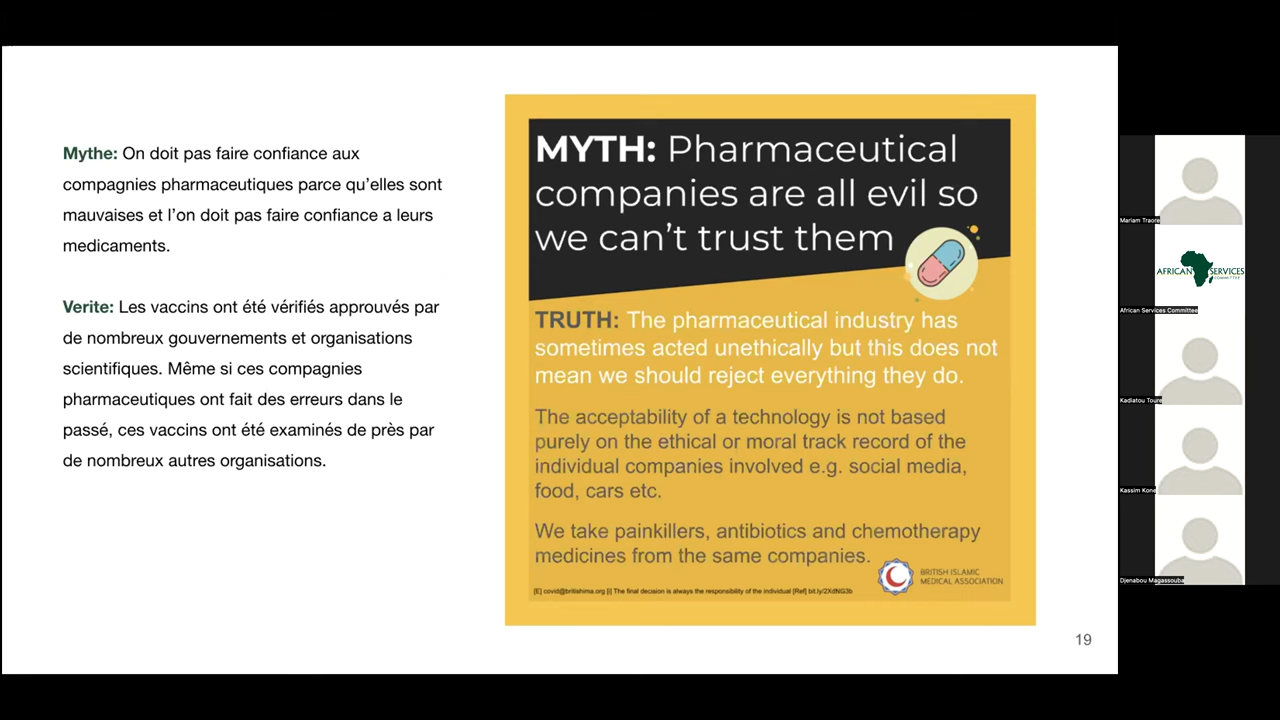 Mythe: On doit pas faire confiance aux
compagnies pharmaceutiques parce qu'elles sont
mauvaises et l'on doit pas faire confiance a leurs
medicaments.
Verite: Les vaccins ont été vérifiés approuvés par
de nombreux gouvernements et organisations
scientifiques. Même si ces compagnies
pharmaceutiques ont fait des erreurs dans le
passé, ces vaccins ont été examinés de près par
de nombreux autres organisations.
MYTH: Pharmaceutical
companies are all evil so
we can't trust them
TRUTH: The pharmaceutical industry has
sometimes acted unethically but this does not
mean we should reject everything they do.
The acceptability of a technology is not based
purely on the ethical or moral track record of the
individual companies involved e.g. social media,
food, cars etc.
We take painkillers, antibiotics and chemotherapy
medicines from the same companies.
BRITISH ISLAMIC
MEDICAL ASSOCIATION
[E] covid@britishima.org [i] The final decision is always the responsibility of the individual [Ref] bit.ly/2XdNG3b
19
Mariam Traore
AFRICAN SERVICES
COMMITTEE
African Services Committee
Kadiatou Toure
Kassim Kone
Djenabou Magassouba